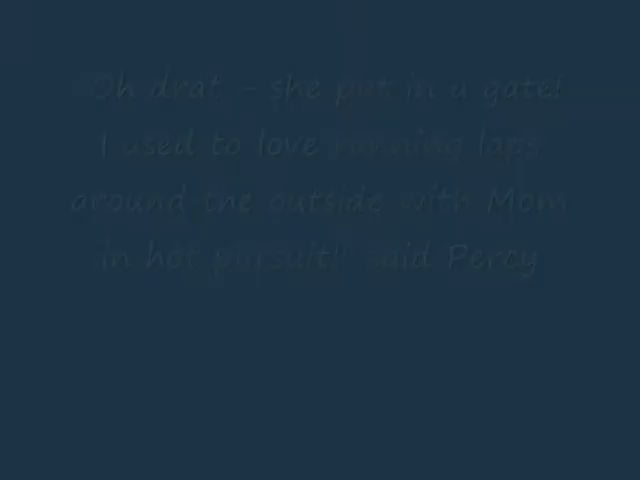 "Oh drat - she put in a gate!
I used to love running laps
around the outside with Mom
in hot pursuit!" said Percy